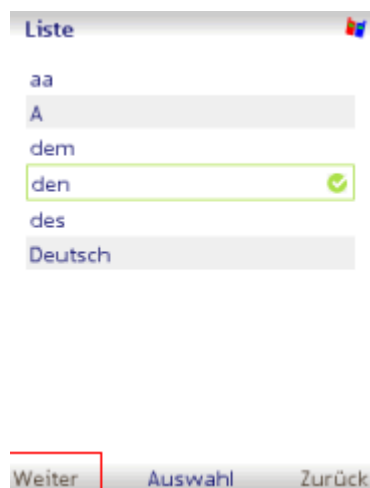 Liste
aa
A
dem
den
des
Deutsch
Weiter Auswahl Zurück